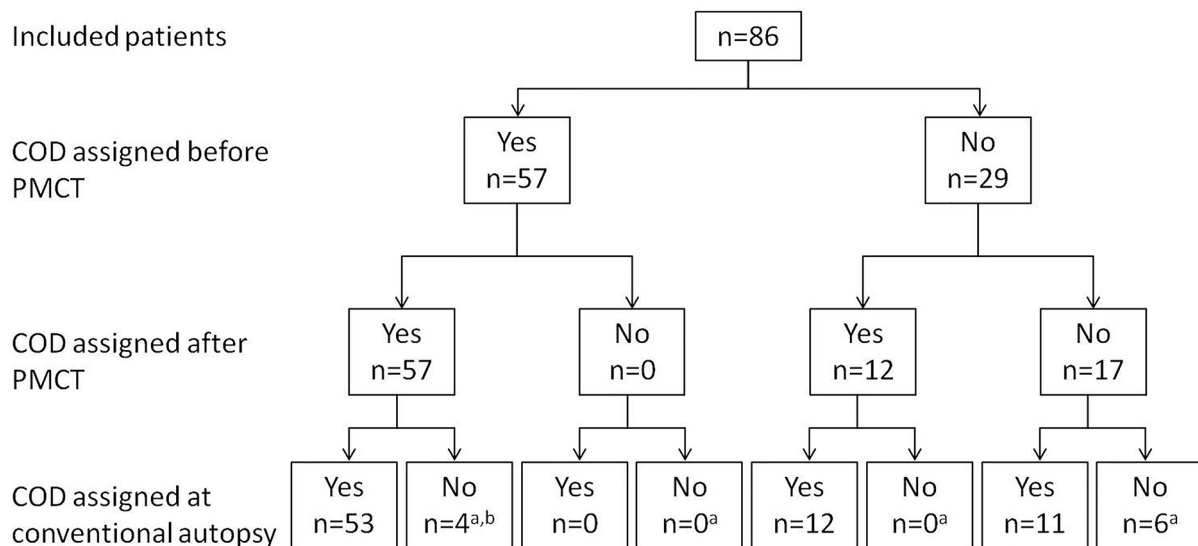 Included patients
n=86
COD assigned before
PMCT
Yes
n=57
No
n=29
COD assigned after
PMCT
Yes
n=57
No
n=0
Yes
n=12
No
n=17
COD assigned at
conventional autopsy
Yes
n=53
No
n=4ᵃ,ᵇ
Yes
n=0
No
n=0ᵃ
Yes
n=12
No
n=0ᵃ
Yes
n=11
No
n=6ᵃ